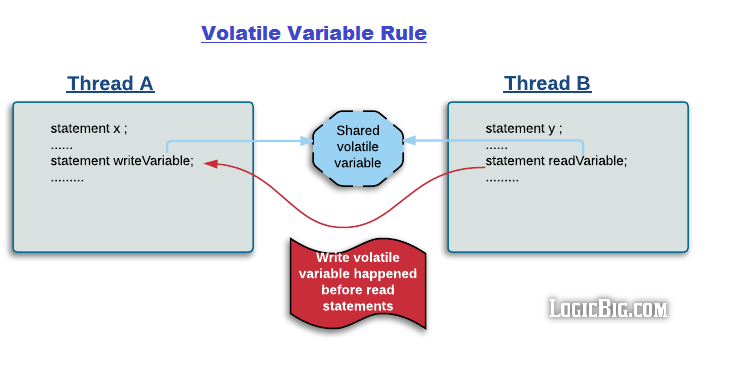 Volatile Variable Rule
Thread A
statement x ;
......
statement writeVariable;
.........
Shared
volatile
variable
Thread B
statement y ;
......
statement readVariable;
.........
Write volatile
variable happened
before read
statements
LogicBig.com